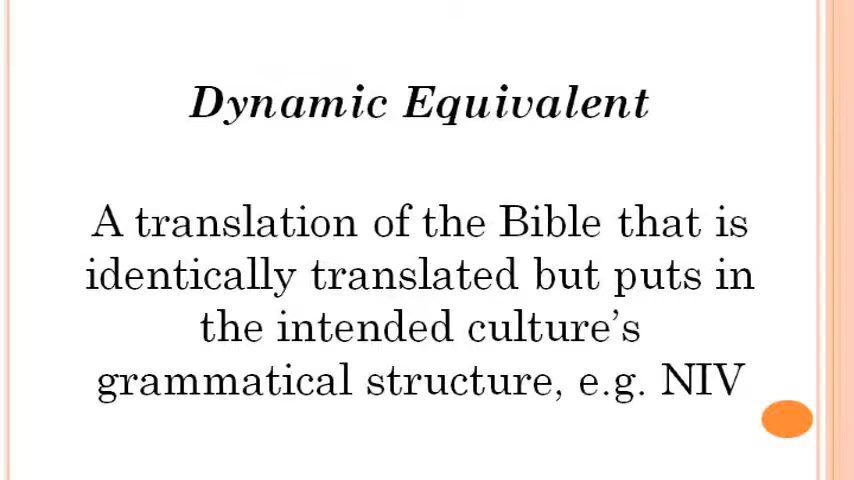 Dynamic Equivalent
A translation of the Bible that is
identically translated but puts in
the intended culture’s
grammatical structure, e.g. NIV